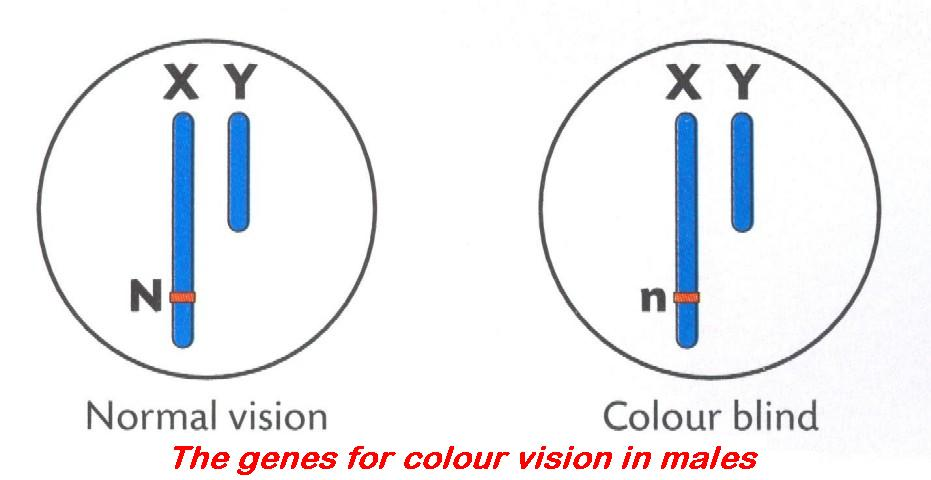 X Y X Y
N n
Normal vision Colour blind
The genes for colour vision in males